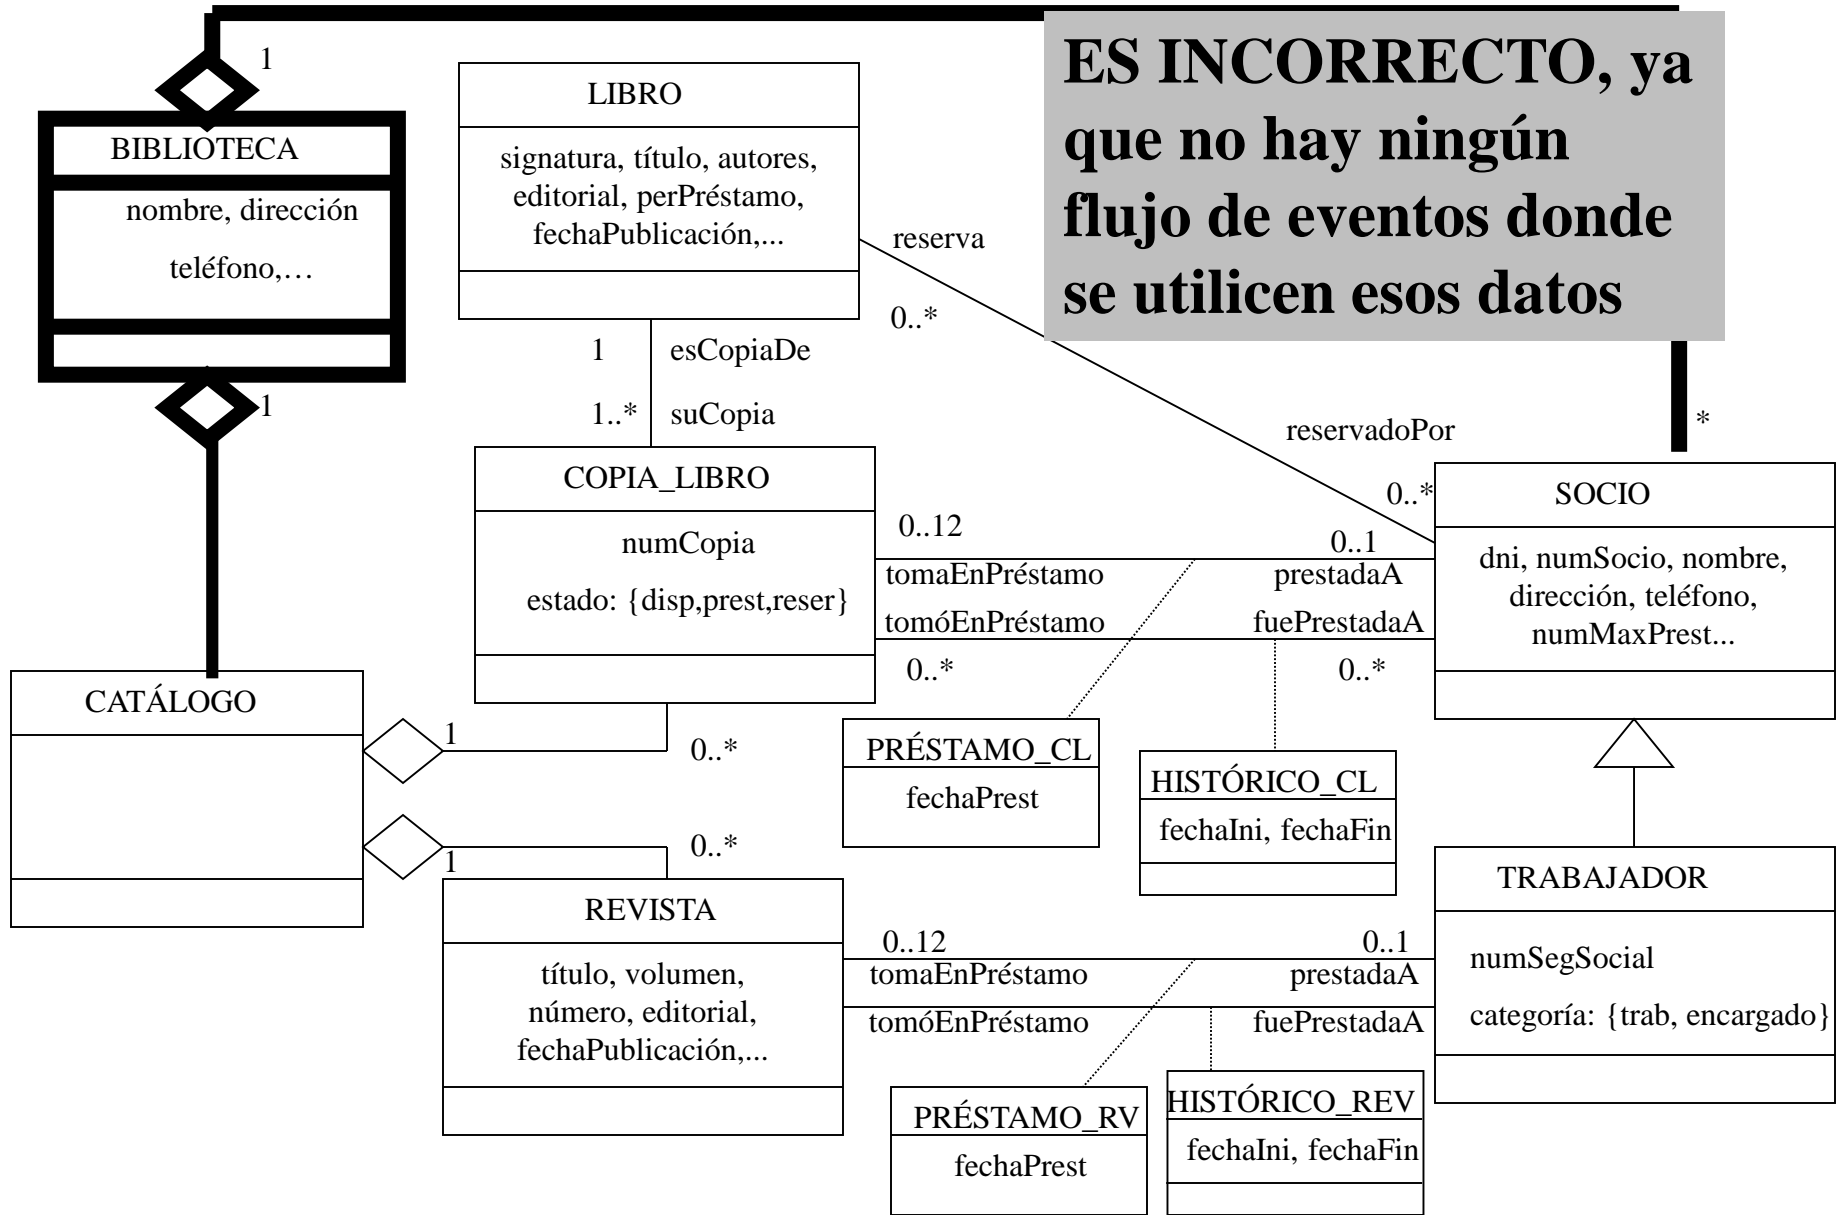 1
BIBLIOTECA
nombre, dirección
teléfono,…
1
LIBRO
signatura, título, autores,
editorial, perPréstamo,
fechaPublicación,...
ES INCORRECTO, ya
que no hay ningún
flujo de eventos donde
se utilicen esos datos
reserva
0..*
1
esCopiaDe
1..*
suCopia
reservadoPor
0..*
*
COPIA_LIBRO
numCopia
estado: {disp,prest,reser}
0..12
0..1
tomaEnPréstamo
prestadaA
tomóEnPréstamo
fuePrestadaA
0..*
0..*
SOCIO
dni, numSocio, nombre,
dirección, teléfono,
numMaxPrest...
CATÁLOGO
1
0..*
1
0..*
PRÉSTAMO_CL
fechaPrest
HISTÓRICO_CL
fechaIni, fechaFin
REVISTA
título, volumen,
número, editorial,
fechaPublicación,...
0..12
0..1
tomaEnPréstamo
prestadaA
tomóEnPréstamo
fuePrestadaA
TRABAJADOR
numSegSocial
categoría: {trab, encargado}
PRÉSTAMO_RV
fechaPrest
HISTÓRICO_REV
fechaIni, fechaFin